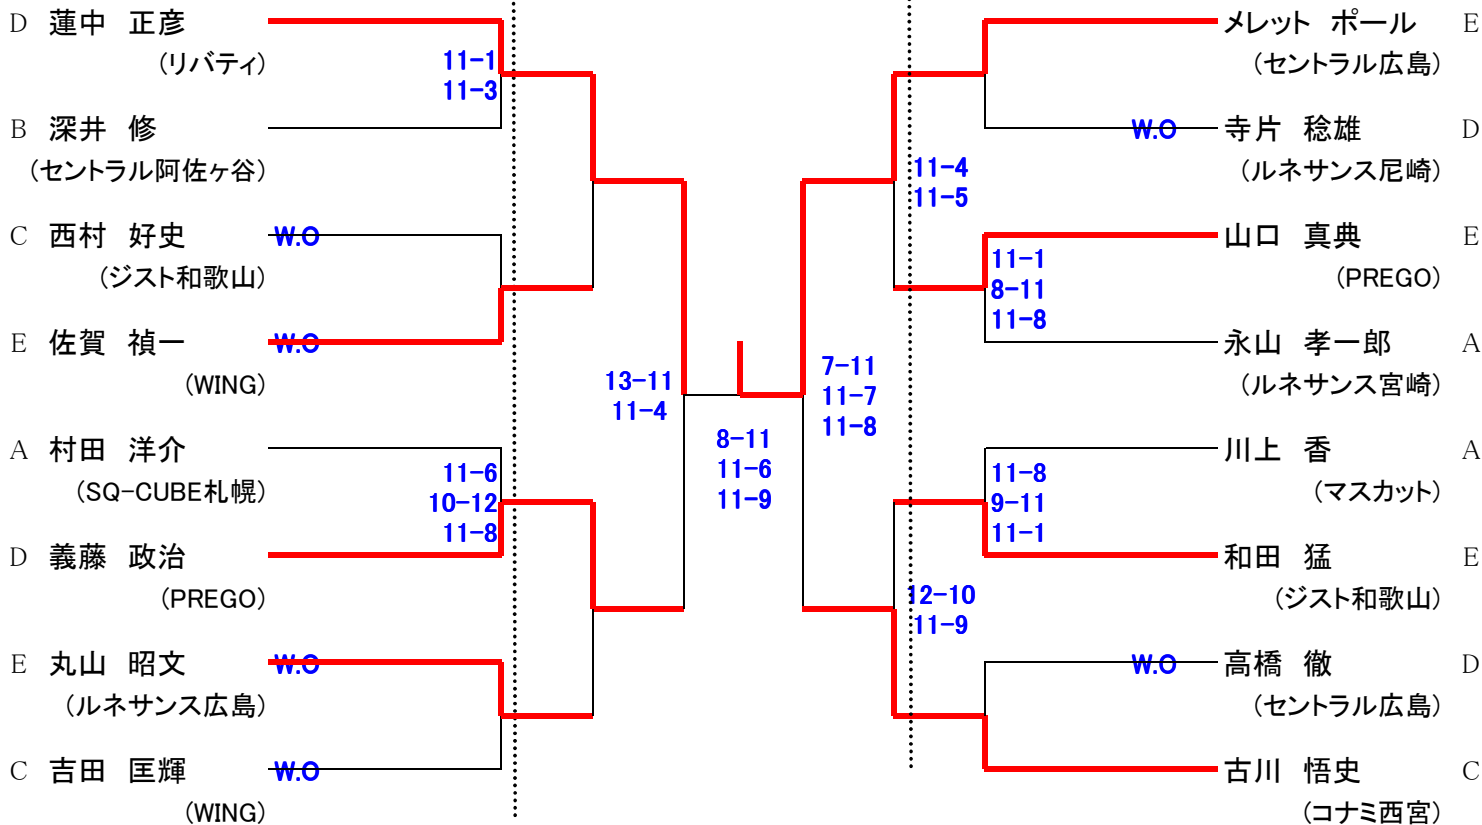 D 蓮中 正彦
(リバティ)
11-1
11-3
B 深井 修
(セントラル阿佐ヶ谷)
C 西村 好史 W.O
(ジスト和歌山)
E 佐賀 禎一 W.O
(WING)
A 村田 洋介
(SQ-CUBE札幌)
11-6
10-12
11-8
D 義藤 政治
(PREGO)
E 丸山 昭文 W.O
(ルネサンス広島)
C 吉田 匡輝 W.O
(WING)
13-11
11-4
8-11
11-6
11-9
7-11
11-7
11-8
メレット ポール E
(セントラル広島)
W.O 寺片 稔雄 D
(ルネサンス尼崎)
11-4
11-5
山口 真典 E
(PREGO)
11-1
8-11
11-8
永山 孝一郎 A
(ルネサンス宮崎)
川上 香 A
(マスカット)
11-8
9-11
11-1
和田 猛 E
(ジスト和歌山)
12-10
11-9
W.O 高橋 徹 D
(セントラル広島)
古川 悟史 C
(コナミ西宮)